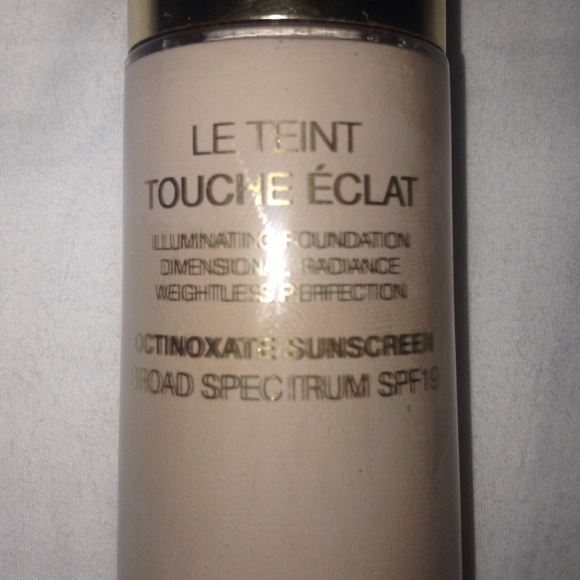 LE TEINT
TOUCHE ÉCLAT
ILLUMINATING FOUNDATION
DIMENSIONAL RADIANCE
WEIGHTLESS PERFECTION
OCTINOXATE SUNSCREEN
BROAD SPECTRUM SPF19